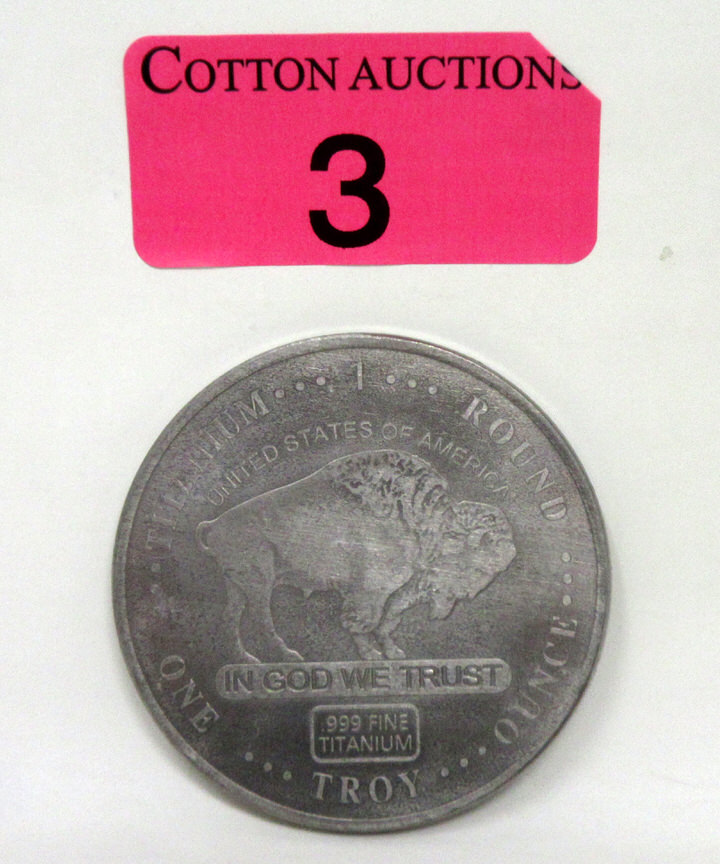 COTTON AUCTIONS
3
TITANIUM 1 ROUND
UNITED STATES OF AMERICA
IN GOD WE TRUST
.999 FINE
TITANIUM
ONE TROY OUNCE